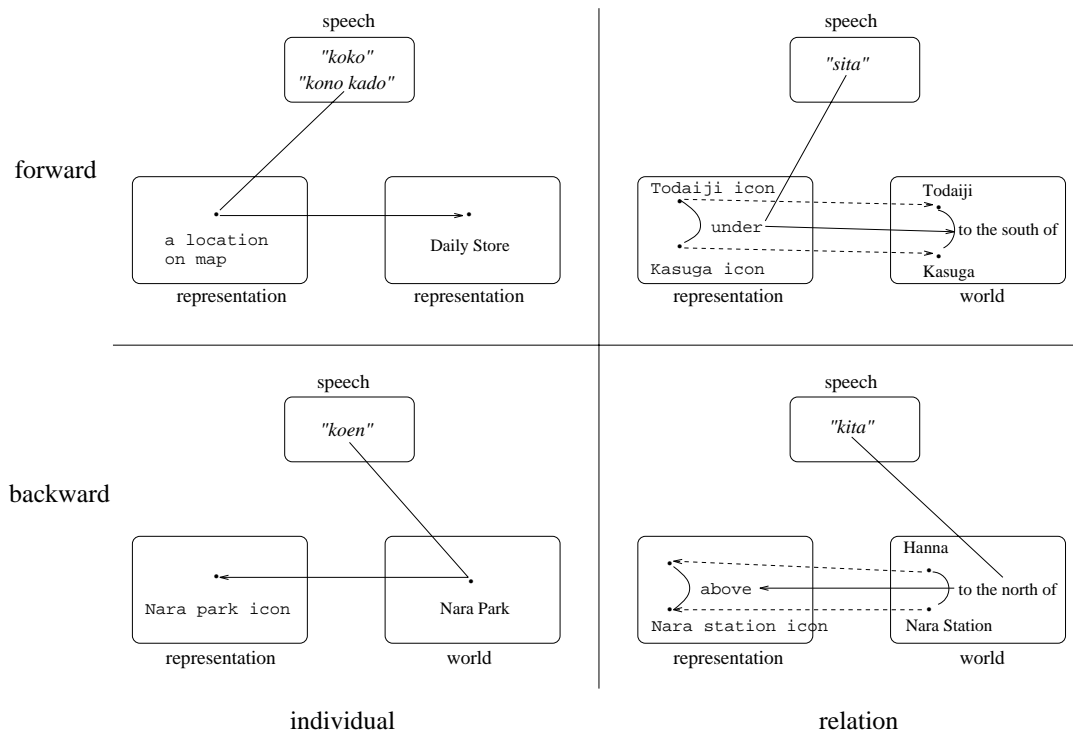 speech
"koko"
"kono kado"
forward
a location
on map
representation
Daily Store
representation
speech
"sita"
Todaiji icon
under
Kasuga icon
representation
Todaiji
to the south of
Kasuga
world
speech
"koen"
backward
Nara park icon
representation
Nara Park
world
speech
"kita"
above
Nara station icon
representation
Hanna
to the north of
Nara Station
world
individual
relation